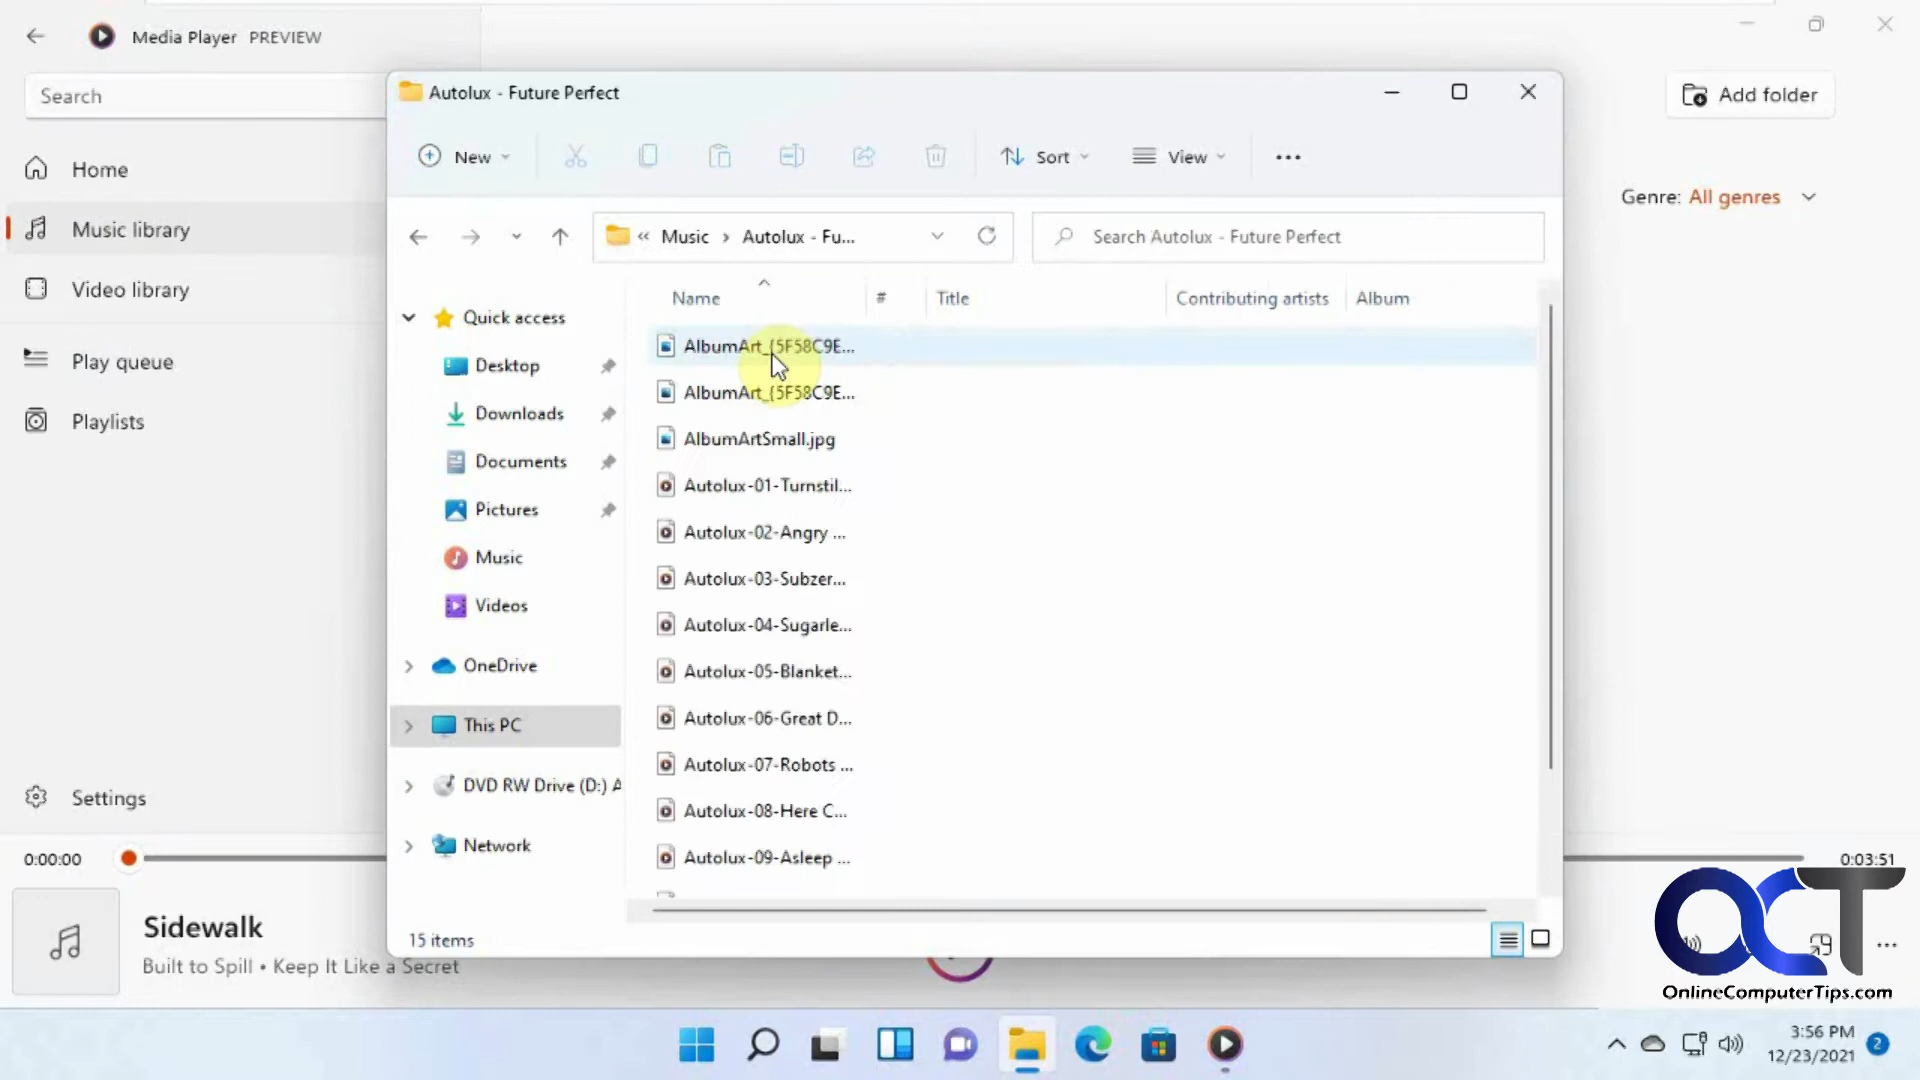 Media Player PREVIEW
Search
Add folder
Home
Music library
Video library
Play queue
Playlists
Settings
Genre: All genres
Autolux - Future Perfect
New
Sort
View
« Music › Autolux - Fu...
Search Autolux - Future Perfect
Quick access
Desktop
Downloads
Documents
Pictures
Music
Videos
OneDrive
This PC
DVD RW Drive (D:) A
Network
Name # Title Contributing artists Album
AlbumArt_{5F58C9E...
AlbumArt_{5F58C9E...
AlbumArtSmall.jpg
Autolux-01-Turnstil...
Autolux-02-Angry ...
Autolux-03-Subzer...
Autolux-04-Sugarle...
Autolux-05-Blanket...
Autolux-06-Great D...
Autolux-07-Robots ...
Autolux-08-Here C...
Autolux-09-Asleep ...
15 items
0:00:00
0:03:51
Sidewalk
Built to Spill • Keep It Like a Secret
OCT
OnlineComputerTips.com
3:56 PM
12/23/2021
2